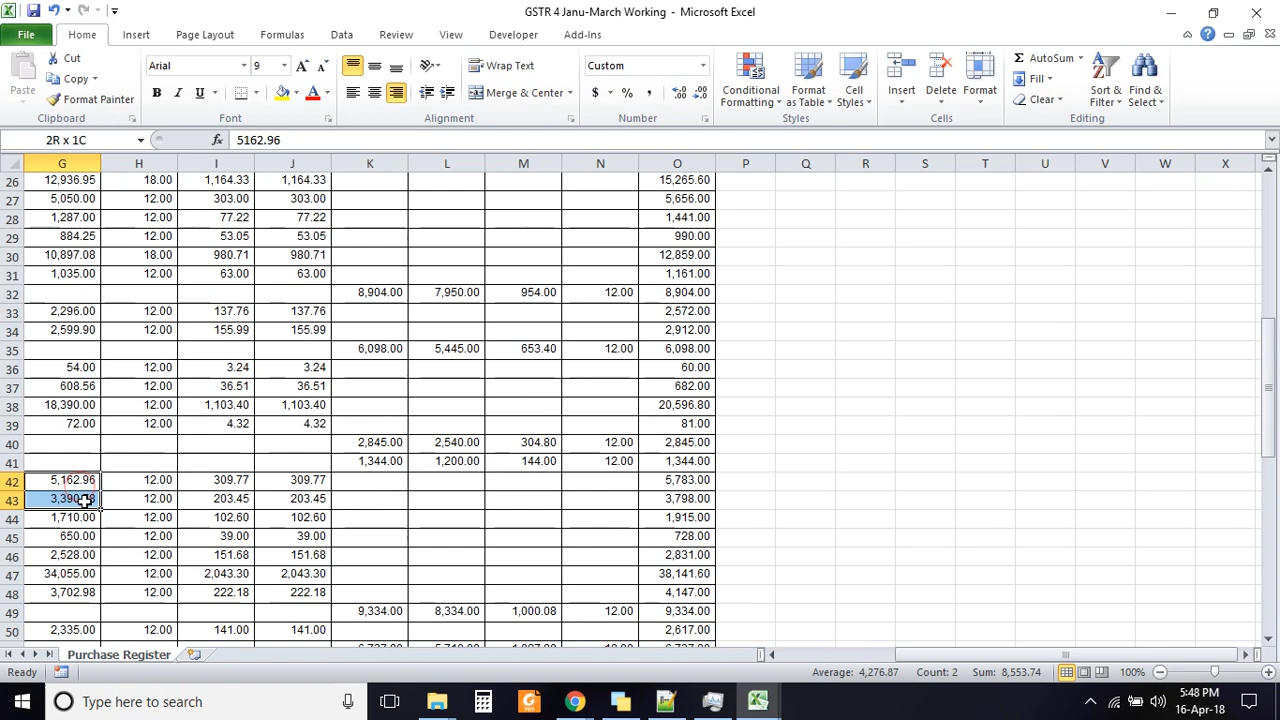 GSTR 4 Janu-March Working - Microsoft Excel
File Home Insert Page Layout Formulas Data Review View Developer Add-Ins
Paste
Cut
Copy
Format Painter
Clipboard
Arial 9
Font
Wrap Text
Merge & Center
Alignment
Custom
$ % ,
Number
Conditional Formatting
Format as Table
Cell Styles
Styles
Insert
Delete
Format
Cells
AutoSum
Fill
Clear
Sort & Filter
Find & Select
Editing
2R x 1C fx 5162.96
G H I J K L M N O P Q R S T U V W X
26 12,936.95 18.00 1,164.33 1,164.33 15,265.60
27 5,050.00 12.00 303.00 303.00 5,656.00
28 1,287.00 12.00 77.22 77.22 1,441.00
29 884.25 12.00 53.05 53.05 990.00
30 10,897.08 18.00 980.71 980.71 12,859.00
31 1,035.00 12.00 63.00 63.00 1,161.00
32 8,904.00 7,950.00 954.00 12.00 8,904.00
33 2,296.00 12.00 137.76 137.76 2,572.00
34 2,599.90 12.00 155.99 155.99 2,912.00
35 6,098.00 5,445.00 653.40 12.00 6,098.00
36 54.00 12.00 3.24 3.24 60.00
37 608.56 12.00 36.51 36.51 682.00
38 18,390.00 12.00 1,103.40 1,103.40 20,596.80
39 72.00 12.00 4.32 4.32 81.00
40 2,845.00 2,540.00 304.80 12.00 2,845.00
41 1,344.00 1,200.00 144.00 12.00 1,344.00
42 5,162.96 12.00 309.77 309.77 5,783.00
43 12.00 203.45 203.45 3,798.00
44 1,710.00 12.00 102.60 102.60 1,915.00
45 650.00 12.00 39.00 39.00 728.00
46 2,528.00 12.00 151.68 151.68 2,831.00
47 34,055.00 12.00 2,043.30 2,043.30 38,141.60
48 3,702.98 12.00 222.18 222.18 4,147.00
49 9,334.00 8,334.00 1,000.08 12.00 9,334.00
50 2,335.00 12.00 141.00 141.00 2,617.00
Purchase Register
Ready Average: 4,276.87 Count: 2 Sum: 8,553.74 100%
Type here to search
5:48 PM
16-Apr-18